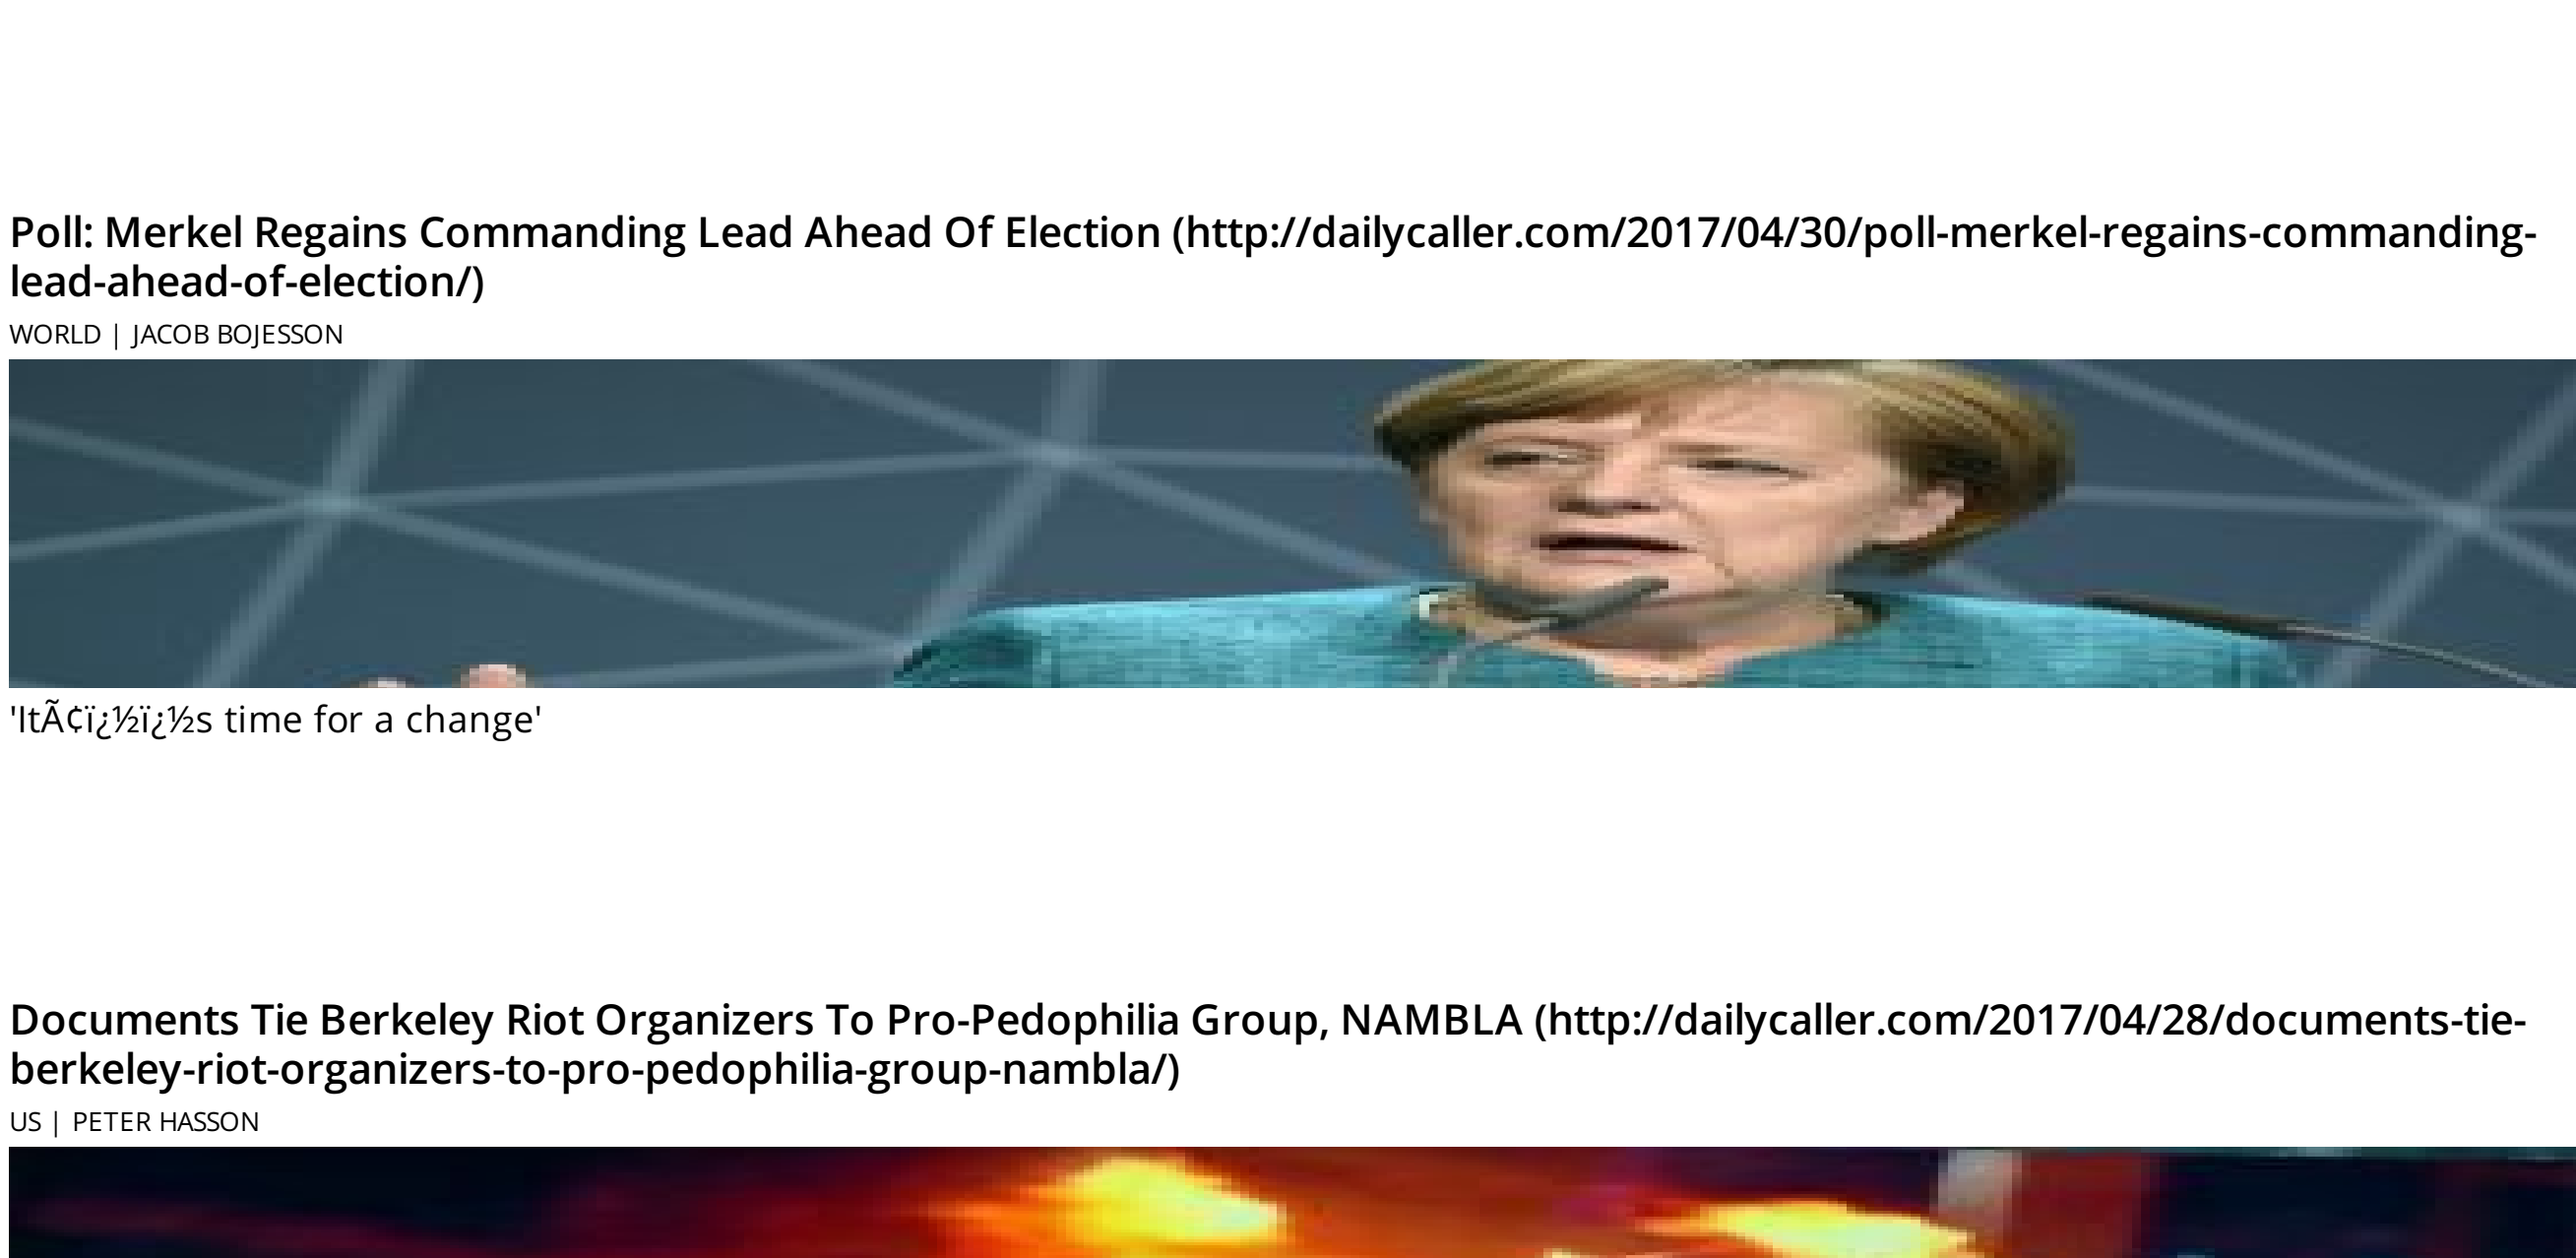 Poll: Merkel Regains Commanding Lead Ahead Of Election (http://dailycaller.com/2017/04/30/poll-merkel-regains-commanding-
lead-ahead-of-election/)
WORLD | JACOB BOJESSON
'ItÃ¢ï¿½ï¿½s time for a change'
Documents Tie Berkeley Riot Organizers To Pro-Pedophilia Group, NAMBLA (http://dailycaller.com/2017/04/28/documents-tie-
berkeley-riot-organizers-to-pro-pedophilia-group-nambla/)
US | PETER HASSON